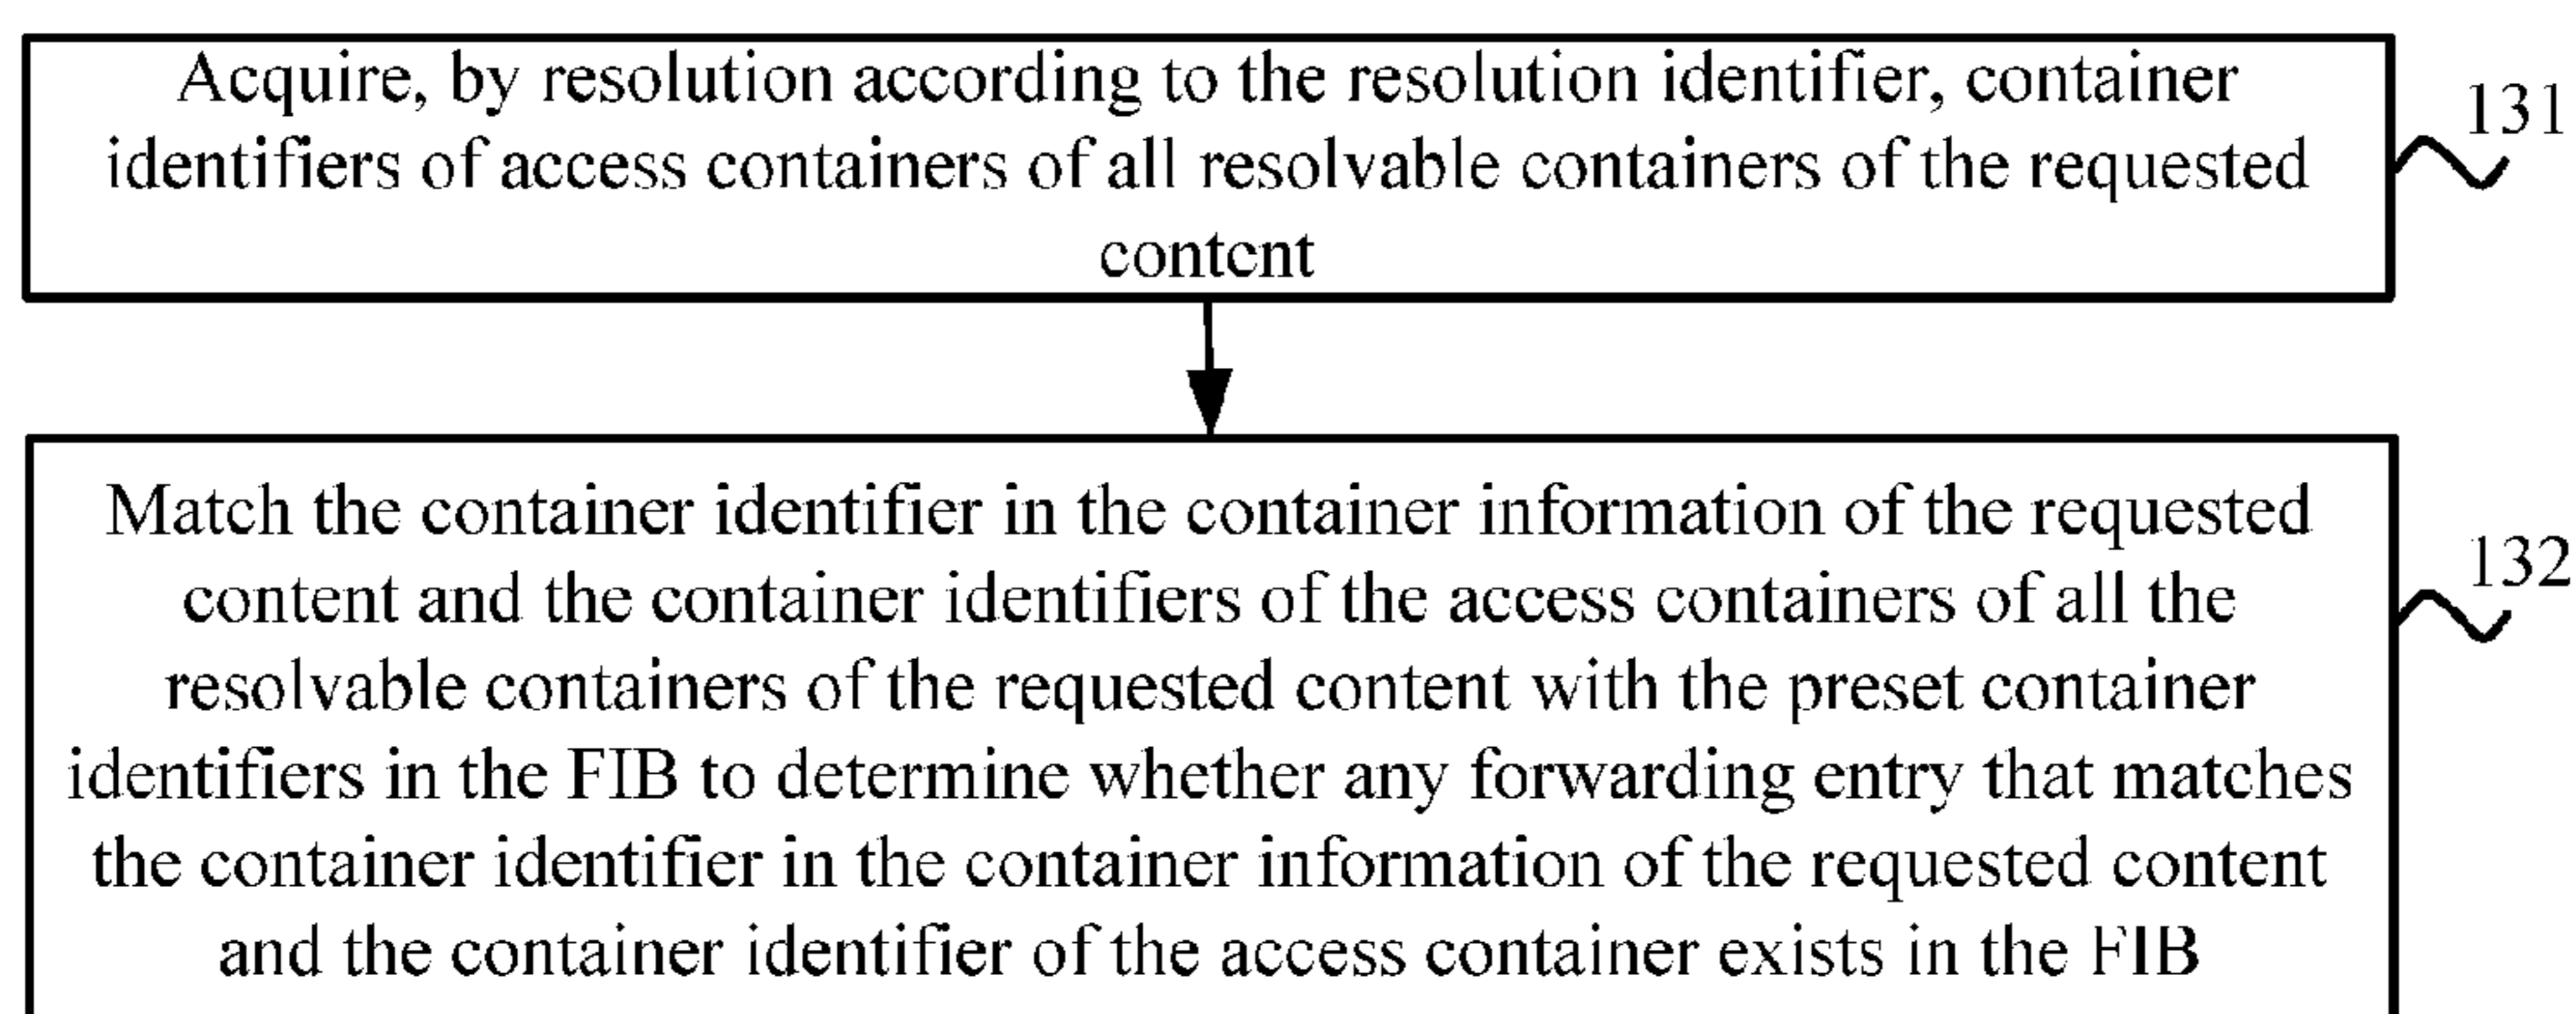 Acquire, by resolution according to the resolution identifier, container
identifiers of access containers of all resolvable containers of the requested
content
131
Match the container identifier in the container information of the requested
content and the container identifiers of the access containers of all the
resolvable containers of the requested content with the preset container
identifiers in the FIB to determine whether any forwarding entry that matches
the container identifier in the container information of the requested content
and the container identifier of the access container exists in the FIB
132